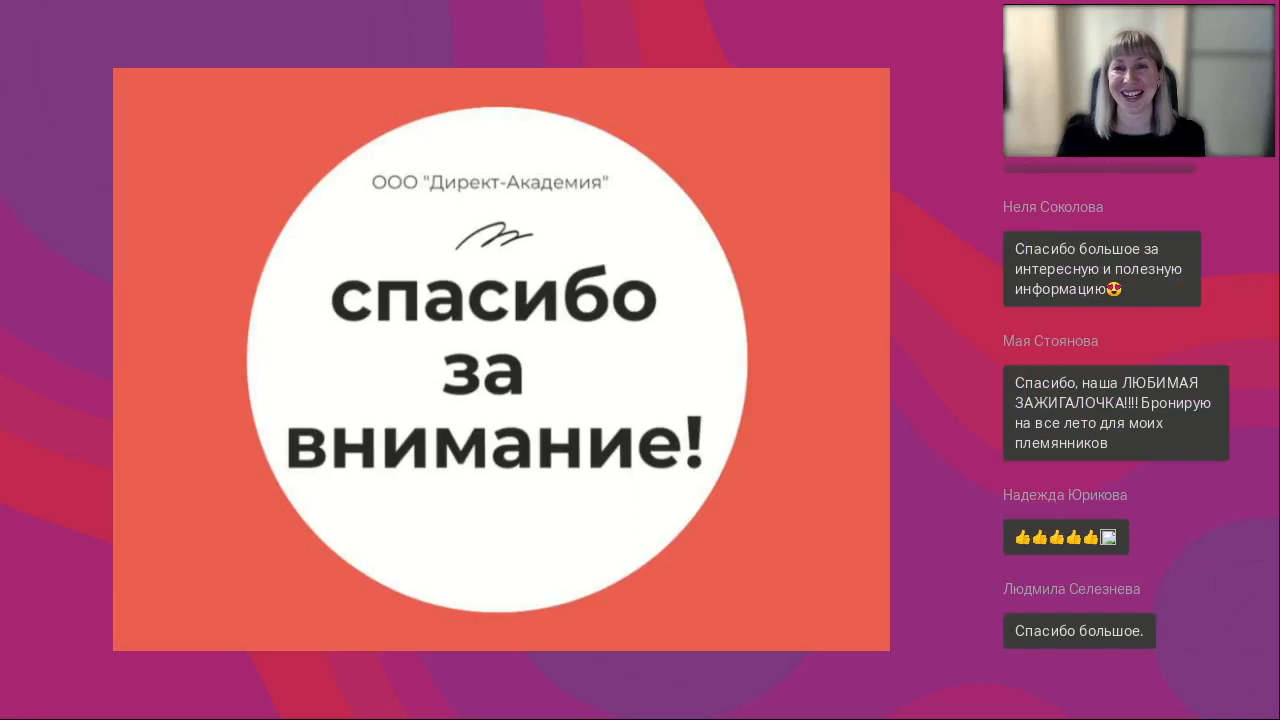 ООО "Директ-Академия"
спасибо
за
внимание!
Неля Соколова
Спасибо большое за
интересную и полезную
информацию😍
Мая Стоянова
Спасибо, наша ЛЮБИМАЯ
ЗАЖИГАЛОЧКА!!!! Бронирую
на все лето для моих
племянников
Надежда Юрикова
👍👍👍👍👍
Людмила Селезнева
Спасибо большое.